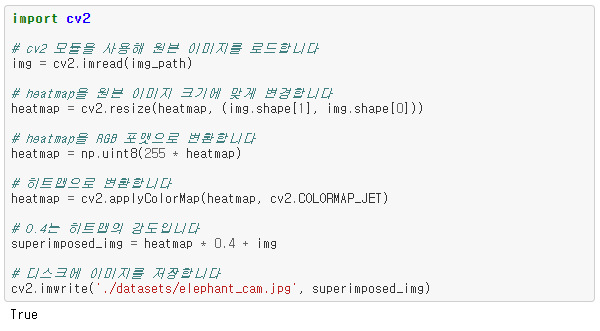 import cv2

# cv2 모듈을 사용해 원본 이미지를 로드합니다
img = cv2.imread(img_path)

# heatmap을 원본 이미지 크기에 맞게 변경합니다
heatmap = cv2.resize(heatmap, (img.shape[1], img.shape[0]))

# heatmap을 RGB 포맷으로 변환합니다
heatmap = np.uint8(255 * heatmap)

# 히트맵으로 변환합니다
heatmap = cv2.applyColorMap(heatmap, cv2.COLORMAP_JET)

# 0.4는 히트맵의 강도입니다
superimposed_img = heatmap * 0.4 + img

# 디스크에 이미지를 저장합니다
cv2.imwrite('./datasets/elephant_cam.jpg', superimposed_img)

True